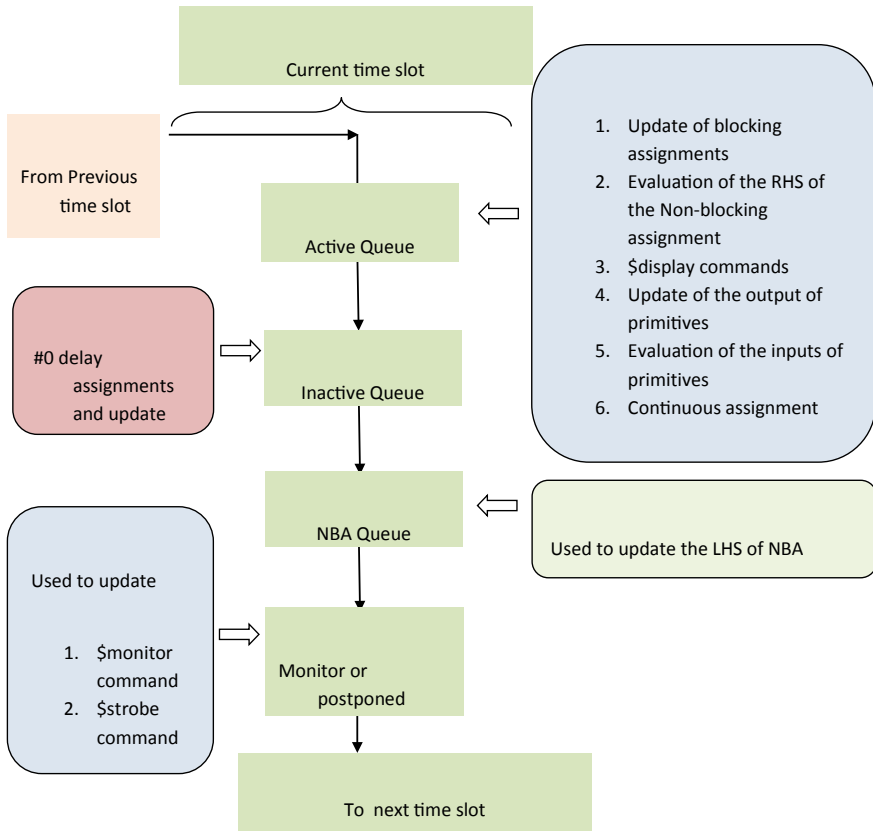 Current time slot
From Previous
time slot
Active Queue
1. Update of blocking
assignments
2. Evaluation of the RHS of
the Non-blocking
assignment
3. $display commands
4. Update of the output of
primitives
5. Evaluation of the inputs of
primitives
6. Continuous assignment
#0 delay
assignments
and update
Inactive Queue
NBA Queue
Used to update the LHS of NBA
Used to update
1. $monitor
command
2. $strobe
command
Monitor or
postponed
To next time slot